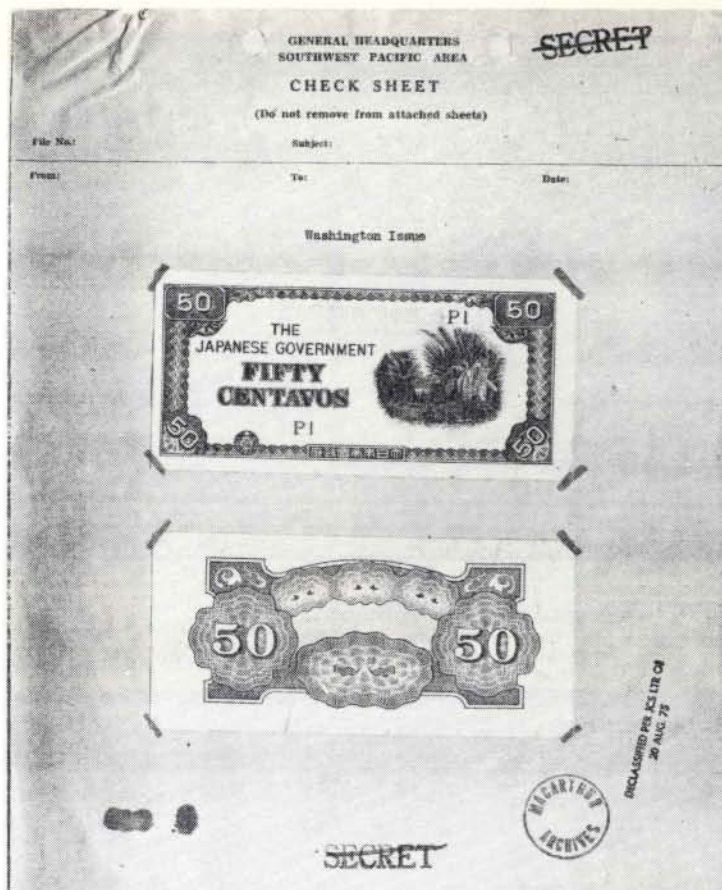 GENERAL HEADQUARTERS
SOUTHWEST PACIFIC AREA
SECRET
CHECK SHEET
(Do not remove from attached sheets)
File No.: Subject:
From: To: Date:
Washington Issue
50 50
P I
THE
JAPANESE GOVERNMENT
FIFTY
CENTAVOS
P I
50 50
50 50
DECLASSIFIED PER JCS LTR OF
20 AUG. 75
MACARTHUR
ARCHIVES
SECRET